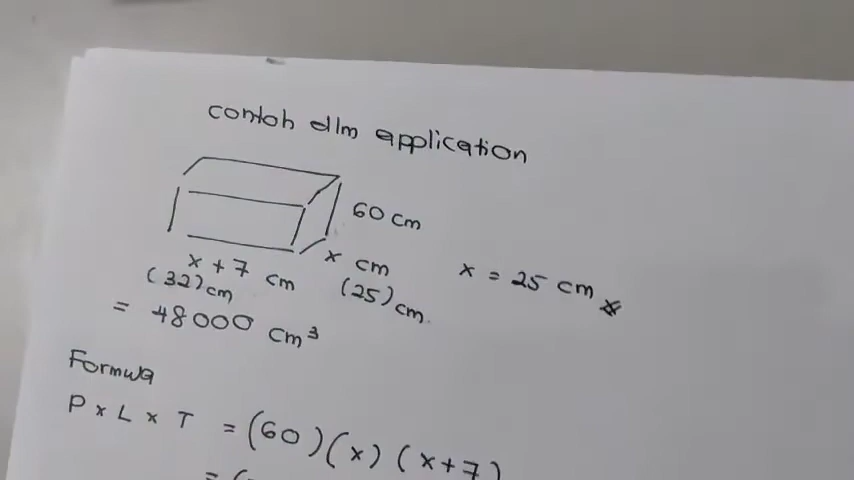 contoh dlm application
60 cm
x + 7 cm
x cm
x = 25 cm
(32) cm
(25) cm
= 48000 cm³
Formula
P x L x T = (60)(x) (x+7)
= (